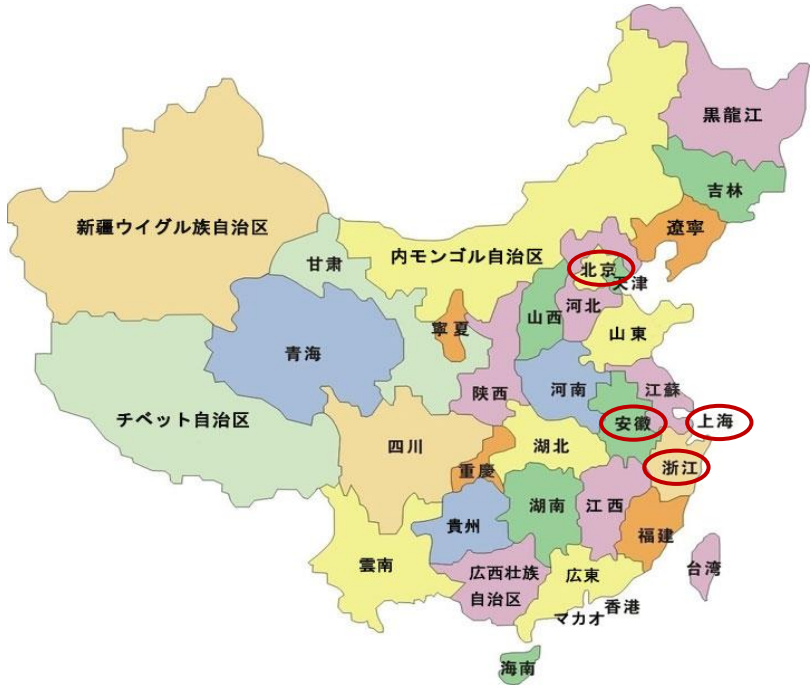 黒龍江
吉林
遼寧
新疆ウイグル族自治区
内モンゴル自治区
甘肃
北京
天津
河北
山西
寧夏
山東
青海
陕西
河南
江蘇
チベット自治区
安徽
上海
四川
湖北
重慶
浙江
湖南
江西
貴州
福建
雲南
広西壮族
自治区
広東
台湾
香港
マカオ
海南